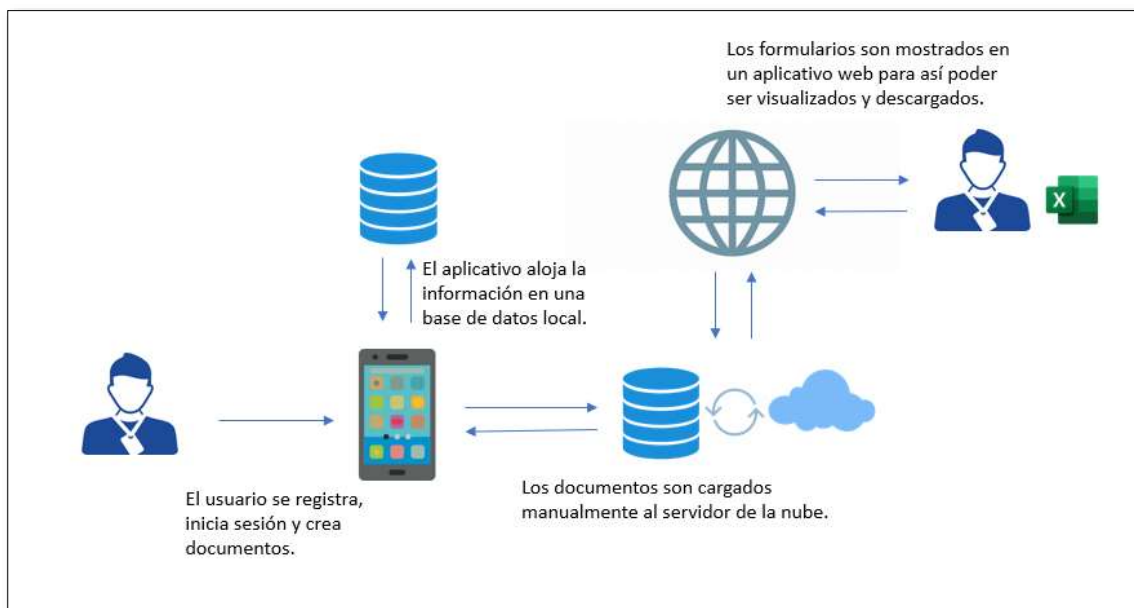 Los formularios son mostrados en
un aplicativo web para así poder
ser visualizados y descargados.
X
El aplicativo aloja la
información en una
base de datos local.
El usuario se registra,
inicia sesión y crea
documentos.
Los documentos son cargados
manualmente al servidor de la nube.